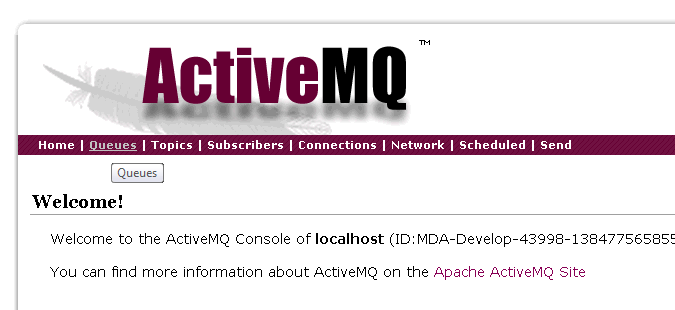 ActiveMQ™
Home | Queues | Topics | Subscribers | Connections | Network | Scheduled | Send
Queues
Welcome!
Welcome to the ActiveMQ Console of localhost (ID:MDA-Develop-43998-138477565855
You can find more information about ActiveMQ on the Apache ActiveMQ Site